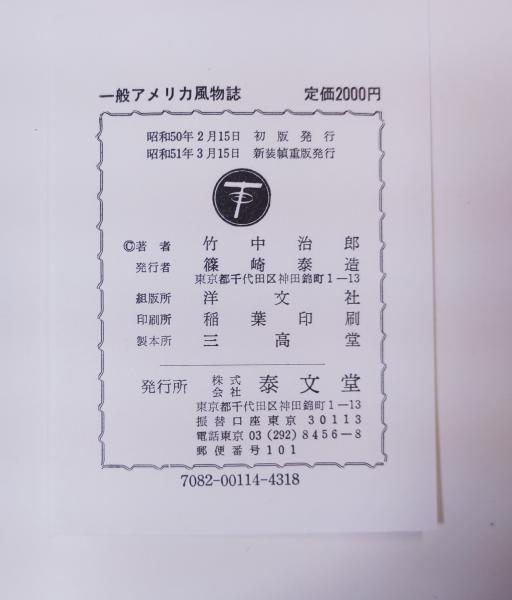 一般アメリカ風物誌 定価2000円
昭和50年2月15日 初版発行
昭和51年3月15日 新装幀重版発行
©著者 竹中治郎
発行者 篠崎泰造
東京都千代田区神田錦町1―13
組版所 洋文社
印刷所 稲葉印刷
製本所 三高堂
発行所 株式会社 泰文堂
東京都千代田区神田錦町1―13
振替口座東京 30113
電話東京 03 (292) 8456―8
郵便番号 101
7082-00114-4318